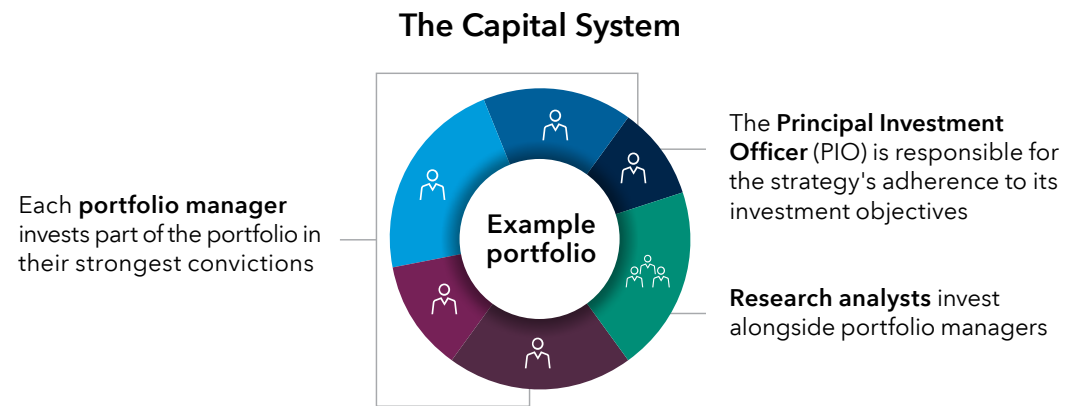 The Capital System
Each portfolio manager
invests part of the portfolio in
their strongest convictions
Example
portfolio
The Principal Investment
Officer (PIO) is responsible for
the strategy's adherence to its
investment objectives
Research analysts invest
alongside portfolio managers